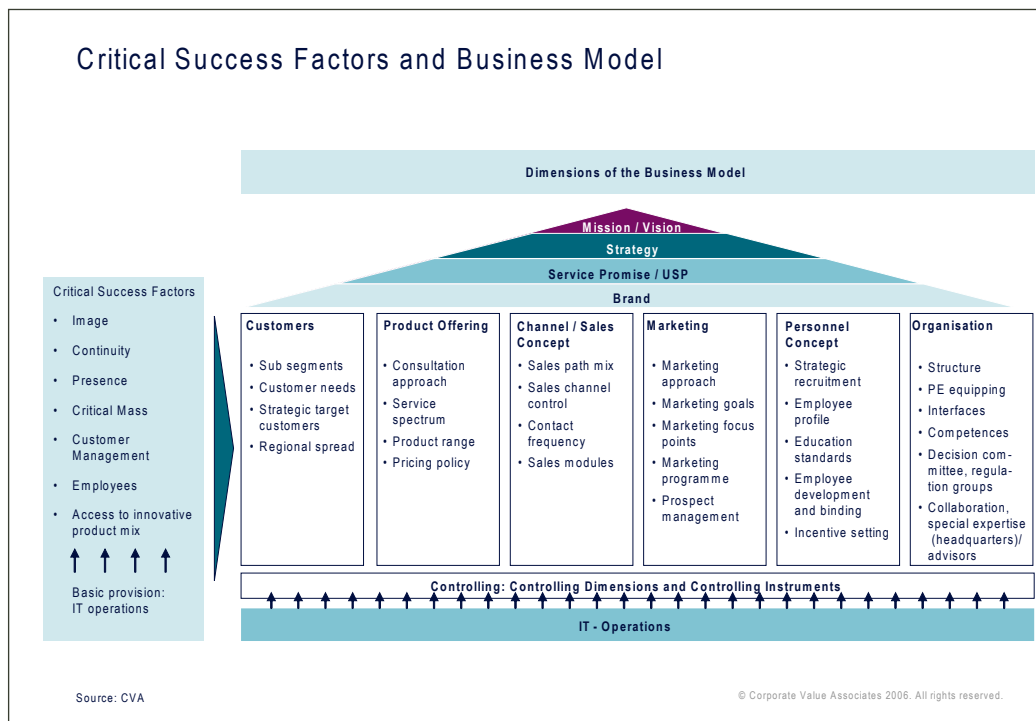 Critical Success Factors and Business Model
Dimensions of the Business Model
Mission / Vision
Strategy
Service Promise / USP
Brand
Critical Success Factors
• Image
• Continuity
• Presence
• Critical Mass
• Customer
Management
• Employees
• Access to innovative
product mix
Basic provision:
IT operations
Customers
• Sub segments
• Customer needs
• Strategic target
customers
• Regional spread
Product Offering
• Consultation
approach
• Service
spectrum
• Product range
• Pricing policy
Channel / Sales
Concept
• Sales path mix
• Sales channel
control
• Contact
frequency
• Sales modules
Marketing
• Marketing
approach
• Marketing goals
• Marketing focus
points
• Marketing
programme
• Prospect
management
Personnel
Concept
• Strategic
recruitment
• Employee
profile
• Education
standards
• Employee
development
and binding
• Incentive setting
Organisation
• Structure
• PE equipping
• Interfaces
• Competences
• Decision com-
mittee, regula-
tion groups
• Collaboration,
special expertise
(headquarters)/
advisors
Controlling: Controlling Dimensions and Controlling Instruments
IT - Operations
Source: CVA
© Corporate Value Associates 2006. All rights reserved.